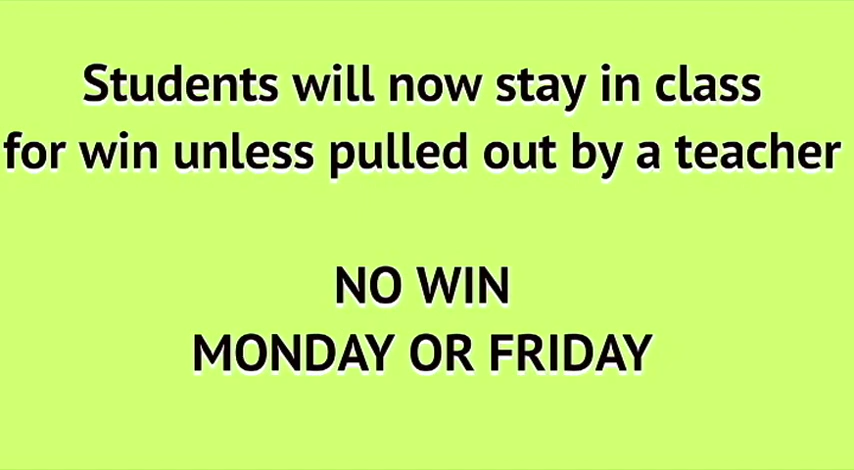 Students will now stay in class
for win unless pulled out by a teacher
NO WIN
MONDAY OR FRIDAY